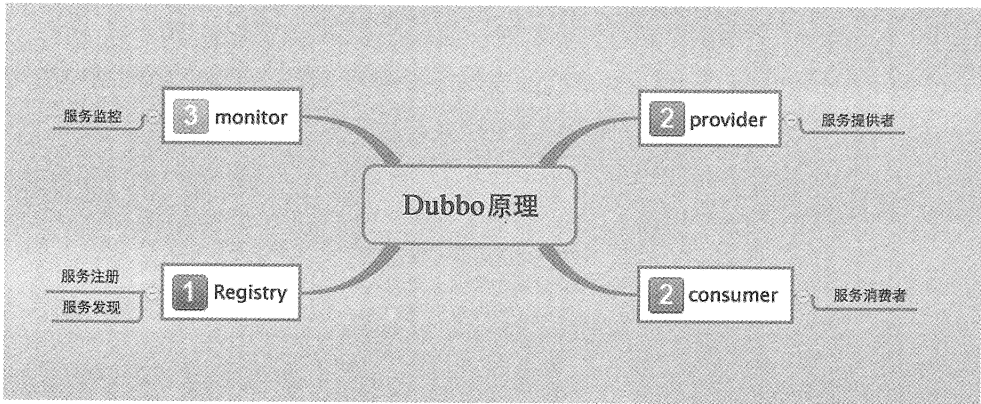 服务监控
3 monitor
2 provider
服务提供者
Dubbo原理
服务注册
服务发现
1 Registry
2 consumer
服务消费者